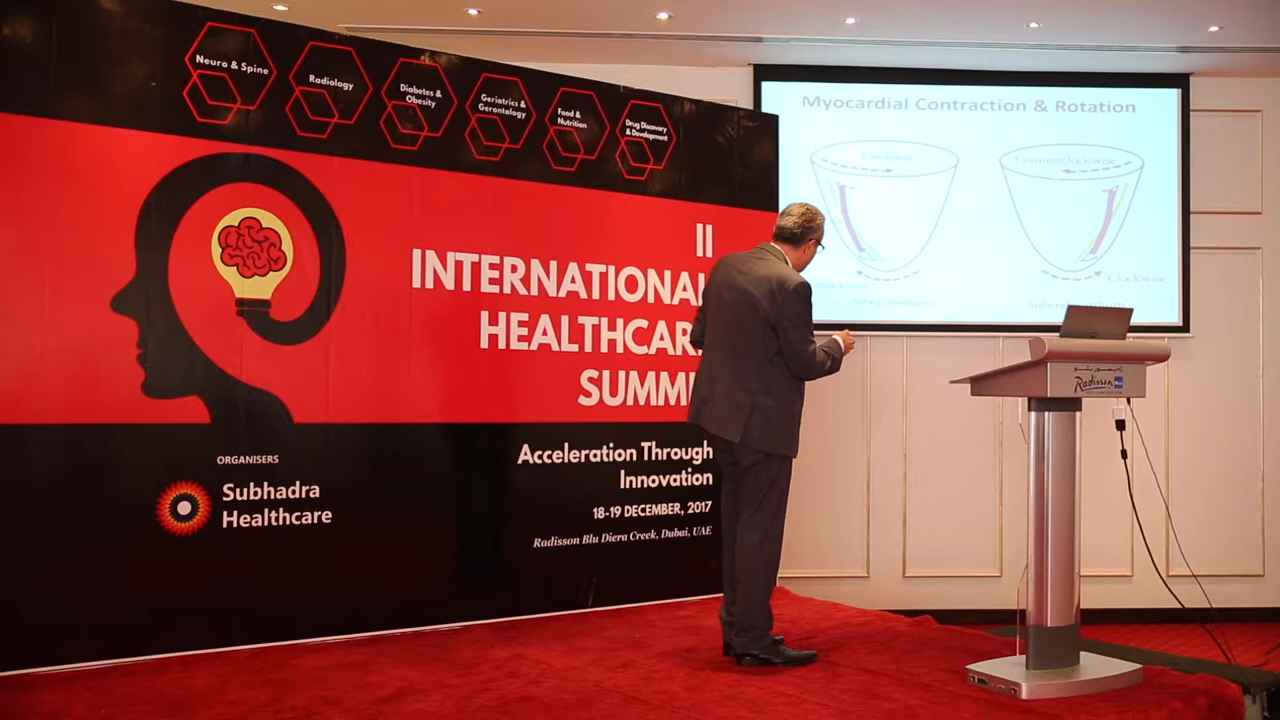 Neuro & Spine
Radiology
Diabetes &
Obesity
Geriatrics &
Gerontology
Food &
Nutrition
Drug Discovery
& Development
II
INTERNATIONAL
HEALTHCAR
SUMMI
ORGANISERS
Subhadra
Healthcare
Acceleration Through
Innovation
18-19 DECEMBER, 2017
Radisson Blu Diera Creek, Dubai, UAE
Myocardial Contraction & Rotation
Clockwise
Counterclockwise
Clockwise
Radisson